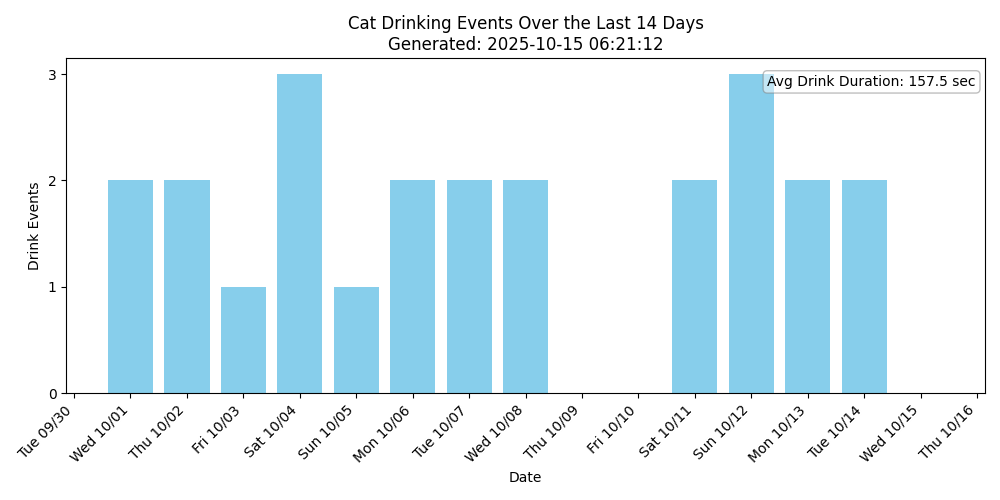 Cat Drinking Events Over the Last 14 Days
Generated: 2025-10-15 06:21:12
Avg Drink Duration: 157.5 sec
Drink Events
3
2
1
0
Tue 09/30
Wed 10/01
Thu 10/02
Fri 10/03
Sat 10/04
Sun 10/05
Mon 10/06
Tue 10/07
Wed 10/08
Thu 10/09
Fri 10/10
Sat 10/11
Sun 10/12
Mon 10/13
Tue 10/14
Wed 10/15
Thu 10/16
Date